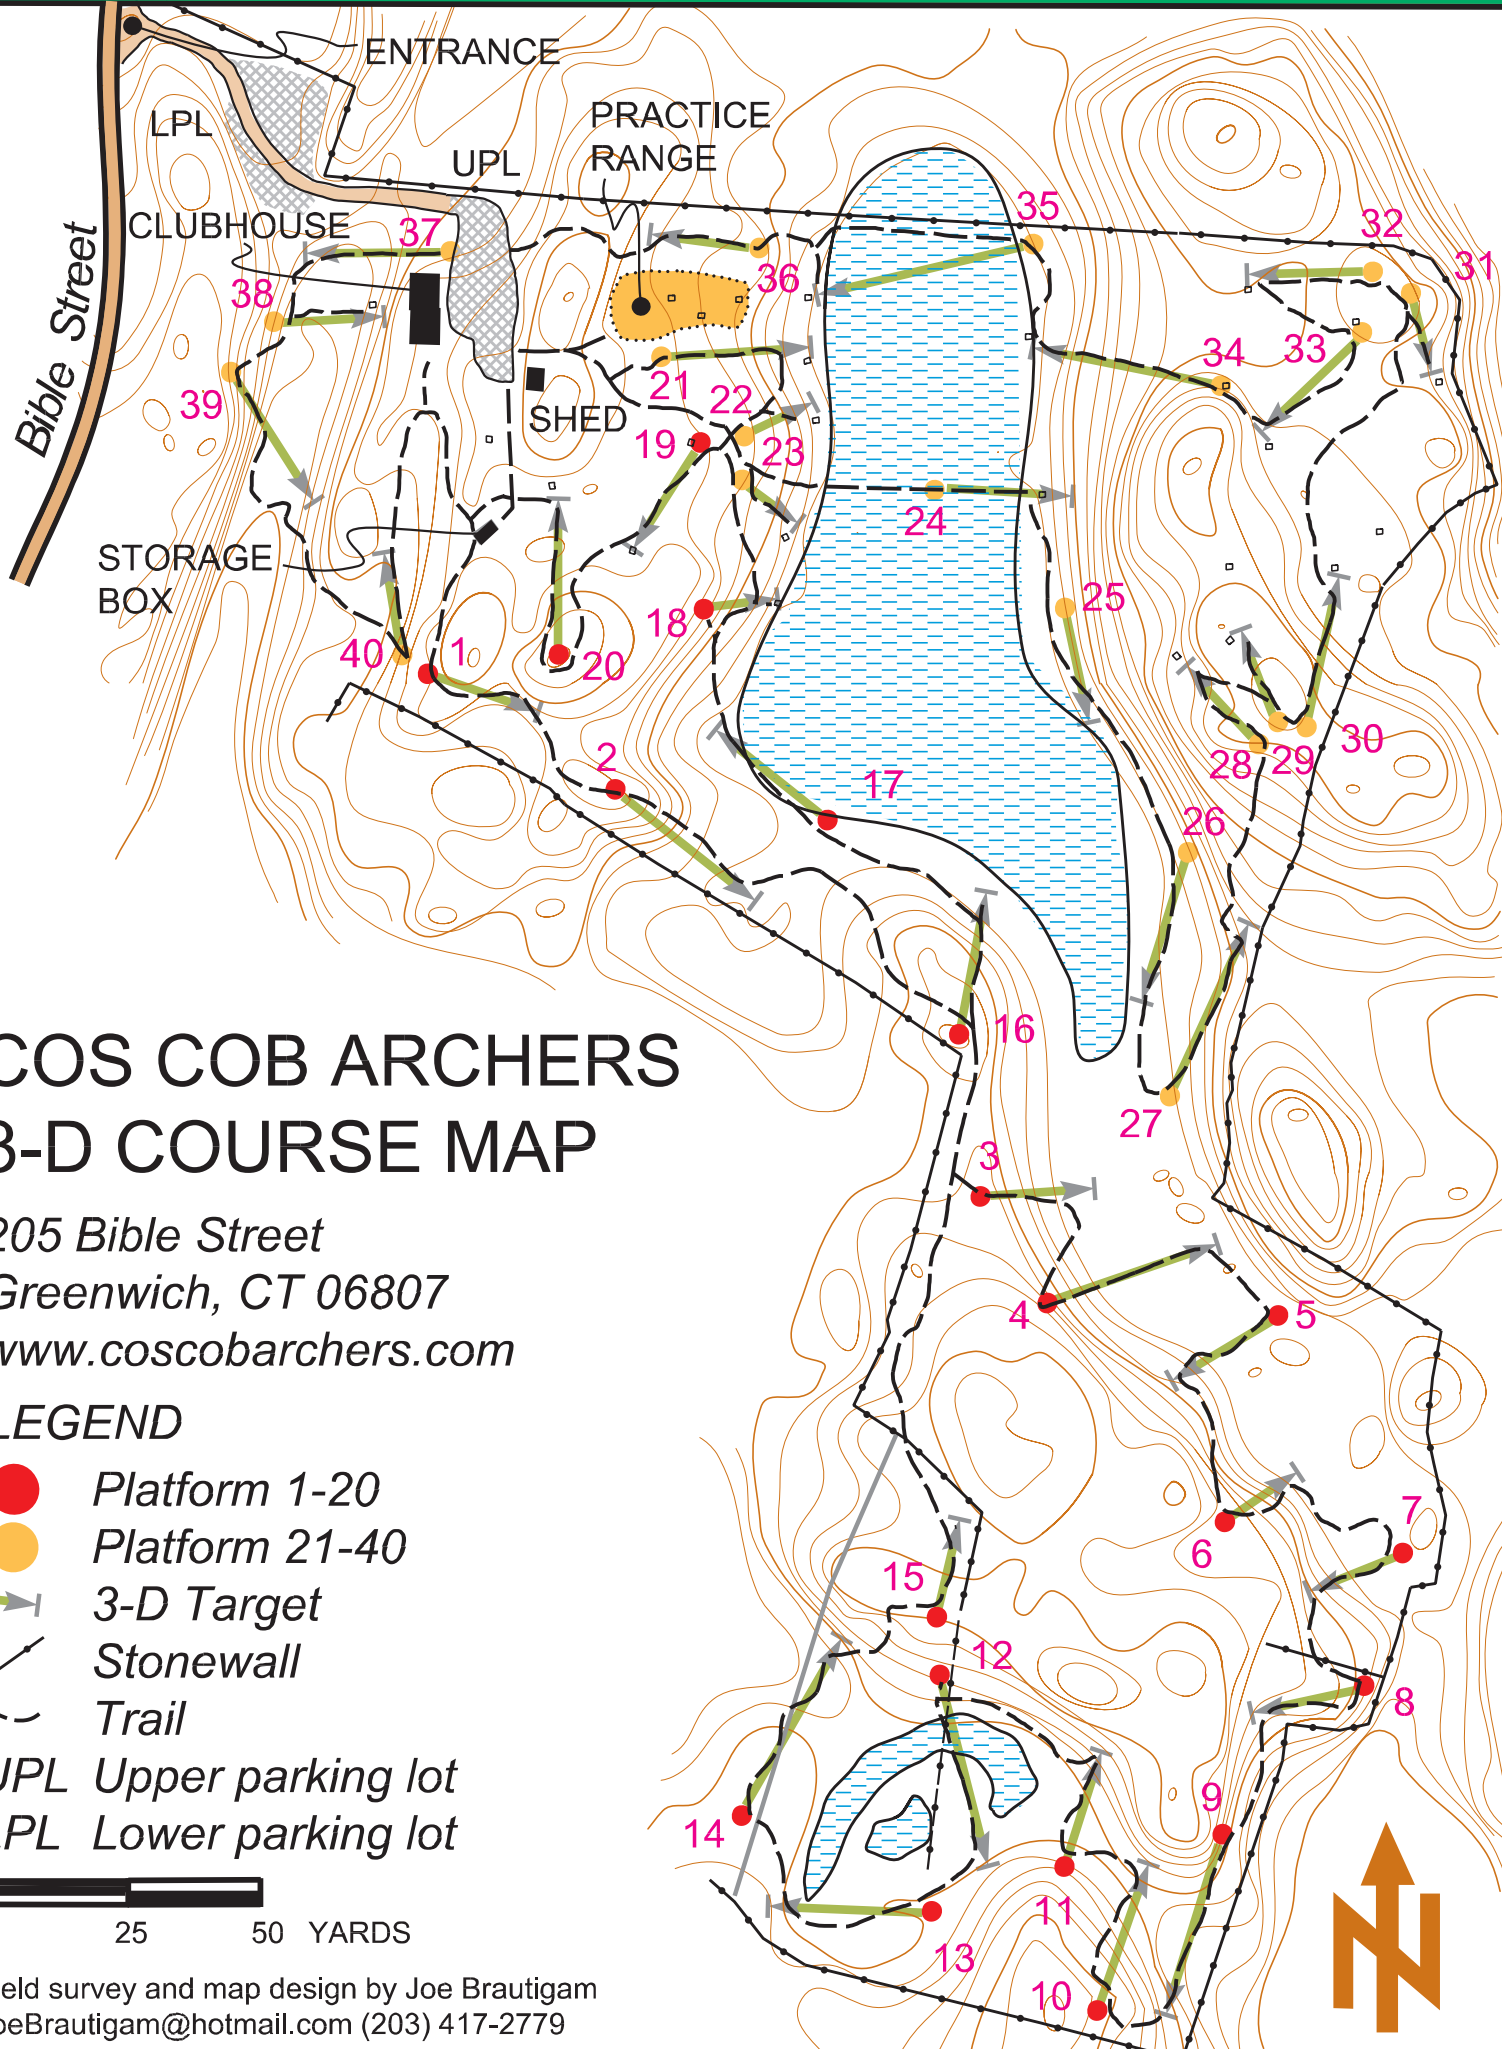 ENTRANCE
LPL
PRACTICE
RANGE
UPL
CLUBHOUSE
Bible Street
37
38
39
36
35
32
31
34
33
21
22
19
23
SHED
24
STORAGE
BOX
25
18
40
1
20
2
17
28
29
30
26
16
27
3
4
5
6
7
15
12
8
14
9
11
13
10
COS COB ARCHERS
3-D COURSE MAP
205 Bible Street
Greenwich, CT 06807
www.coscobarchers.com
LEGEND
Platform 1-20
Platform 21-40
3-D Target
Stonewall
Trail
UPL Upper parking lot
LPL Lower parking lot
25 50 YARDS
eld survey and map design by Joe Brautigam
oeBrautigam@hotmail.com (203) 417-2779
N